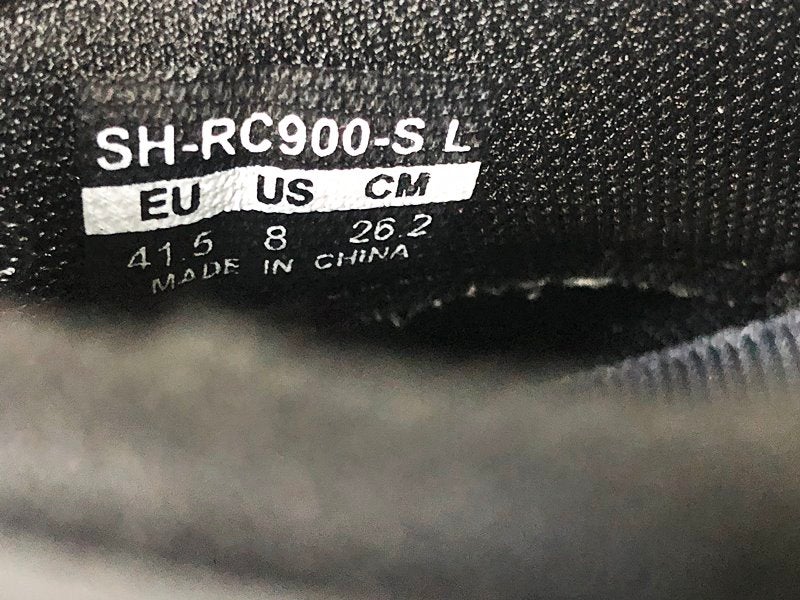 SH-RC900-S L
EU US CM
41.5 8 26.2
MADE IN CHINA